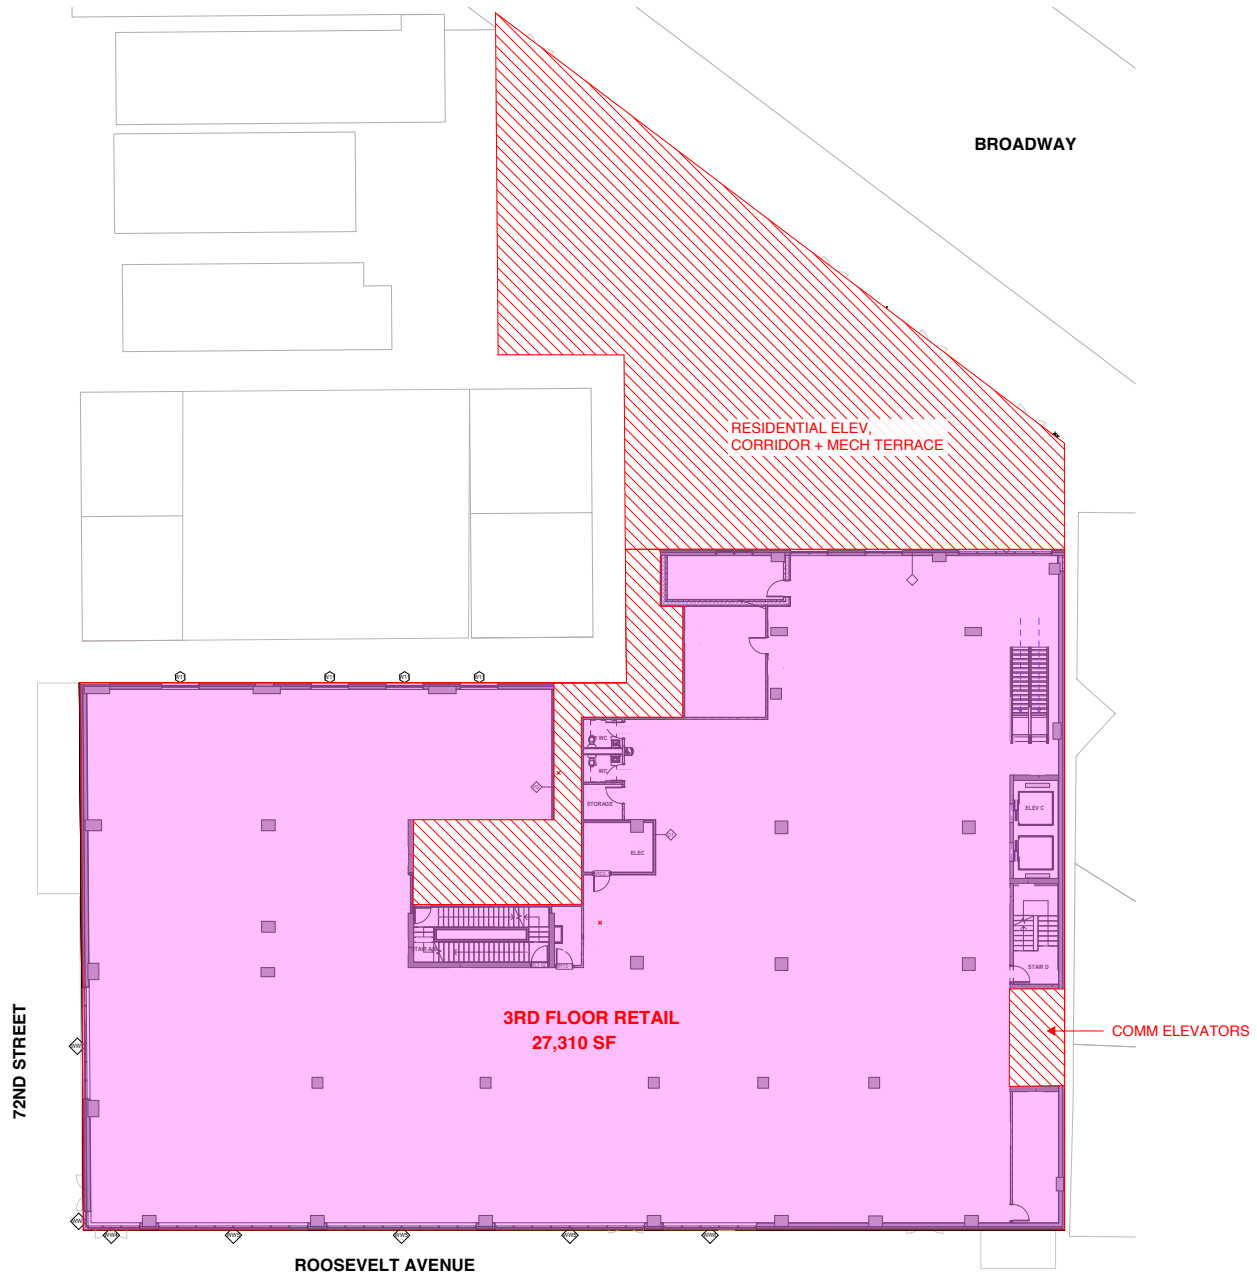 BROADWAY
RESIDENTIAL ELEV,
CORRIDOR + MECH TERRACE
WC
WC
STORAGE
ELEC
ELEV C
STAIR D
3RD FLOOR RETAIL
27,310 SF
COMM ELEVATORS
72ND STREET
ROOSEVELT AVENUE